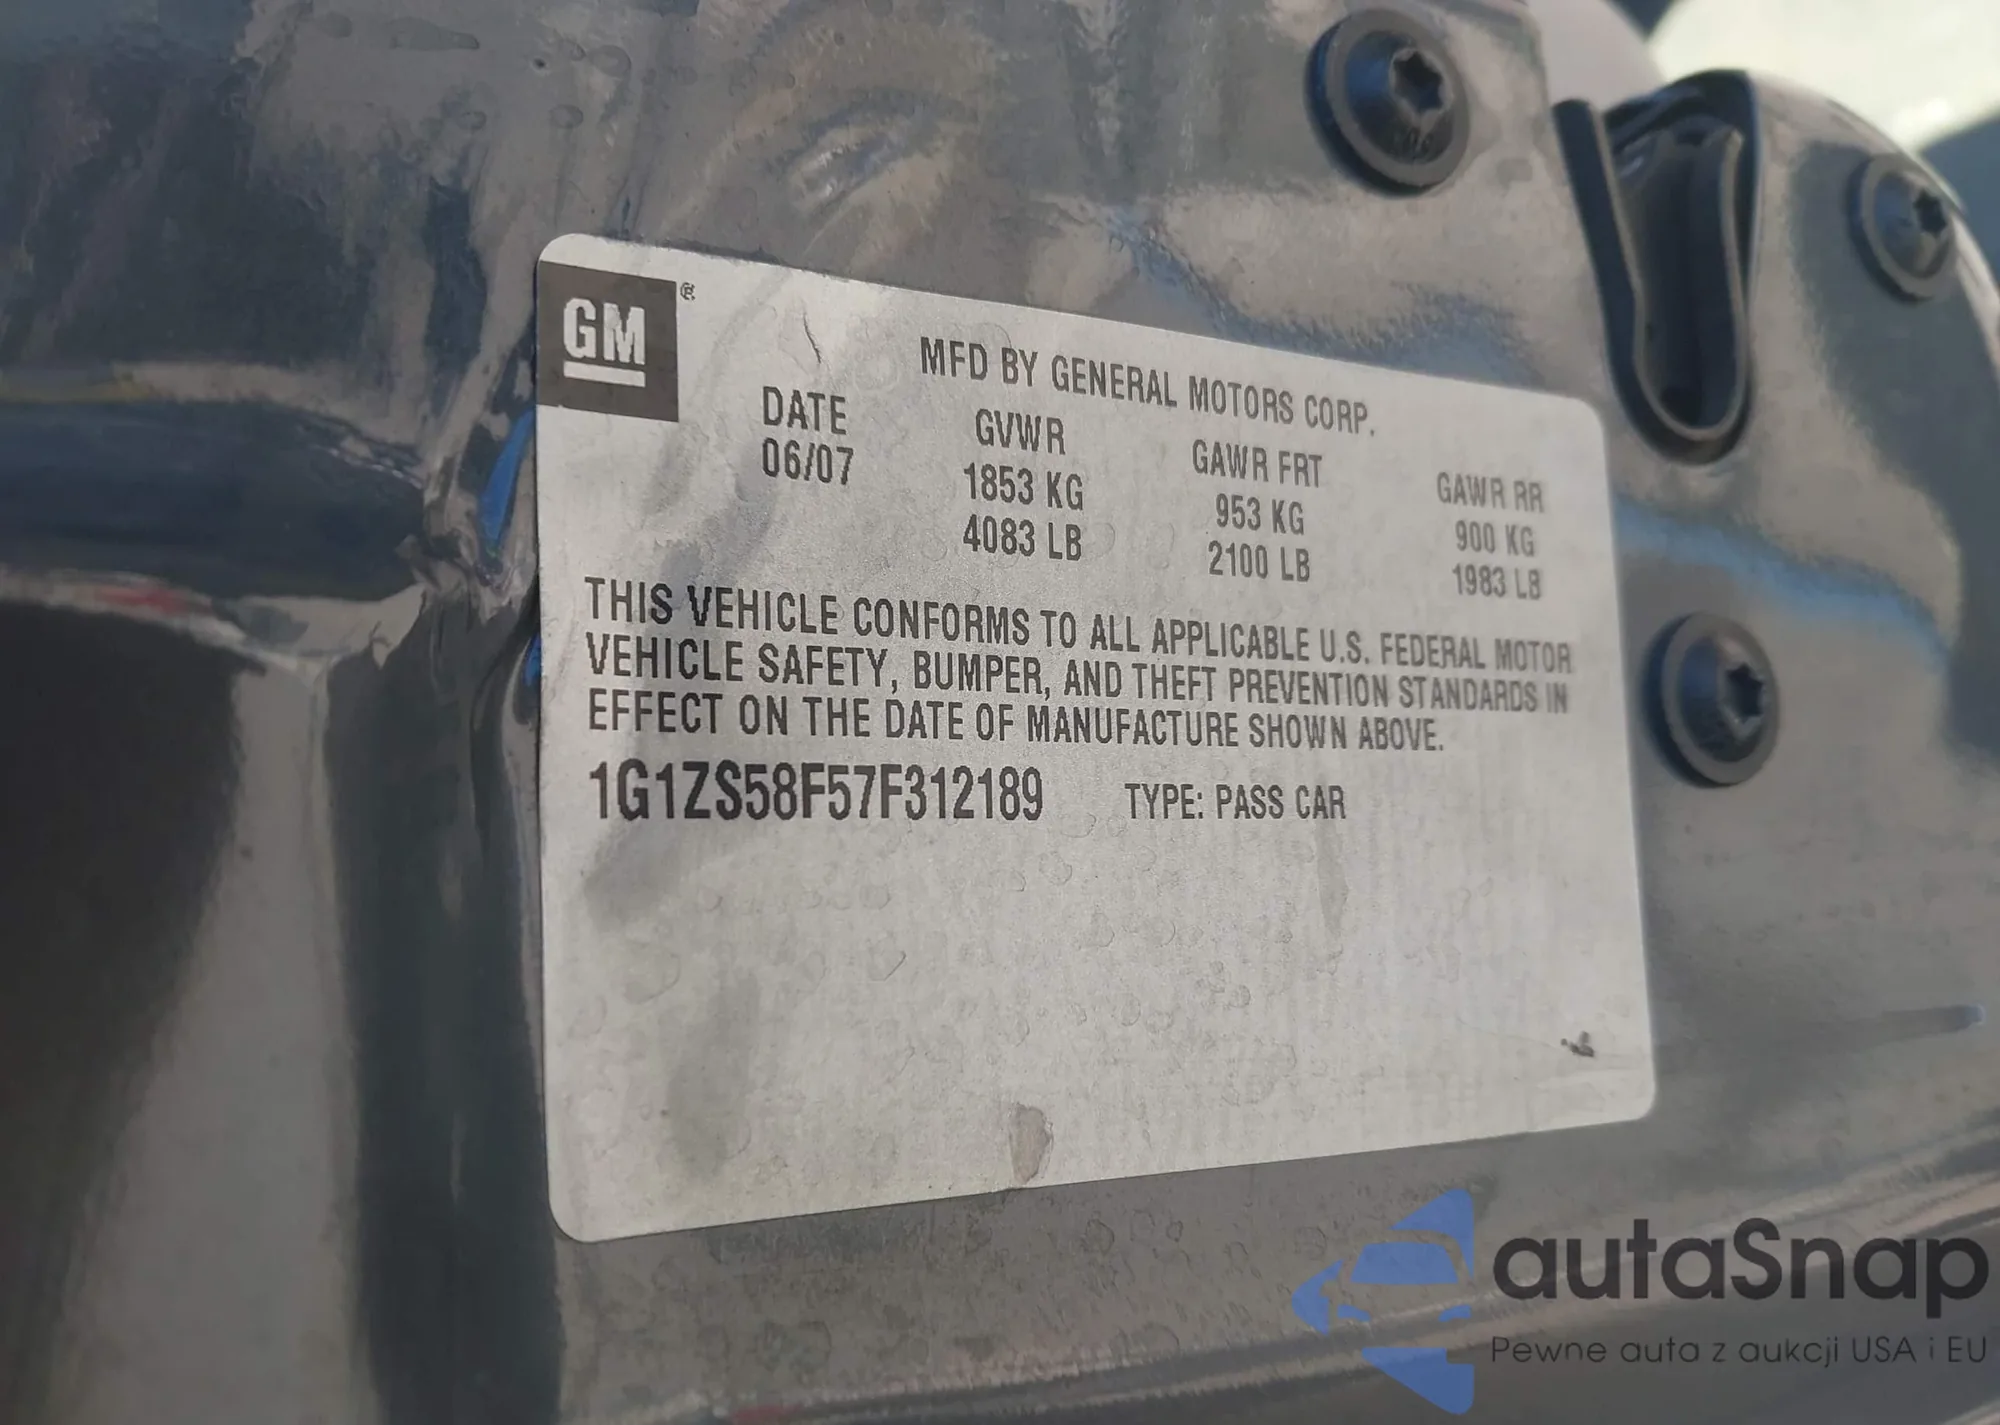 GM®
MFD BY GENERAL MOTORS CORP.
DATE GVWR GAWR FRT GAWR RR
06/07 1853 KG 953 KG 900 KG
4083 LB 2100 LB 1983 LB
THIS VEHICLE CONFORMS TO ALL APPLICABLE U.S. FEDERAL MOTOR
VEHICLE SAFETY, BUMPER, AND THEFT PREVENTION STANDARDS IN
EFFECT ON THE DATE OF MANUFACTURE SHOWN ABOVE.
1G1ZS58F57F312189 TYPE: PASS CAR
autaSnap
Pewne auta z aukcji USA i EU